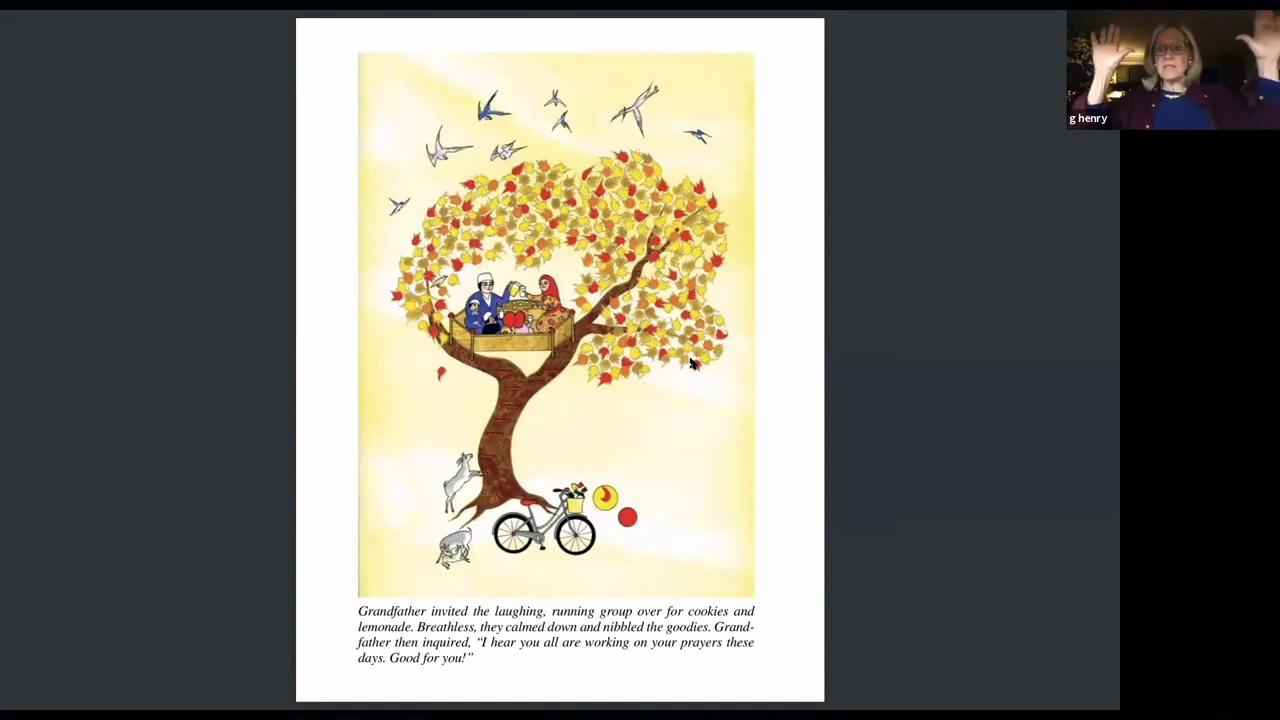 g henry
Grandfather invited the laughing, running group over for cookies and
lemonade. Breathless, they calmed down and nibbled the goodies. Grand-
father then inquired, “I hear you all are working on your prayers these
days. Good for you!”